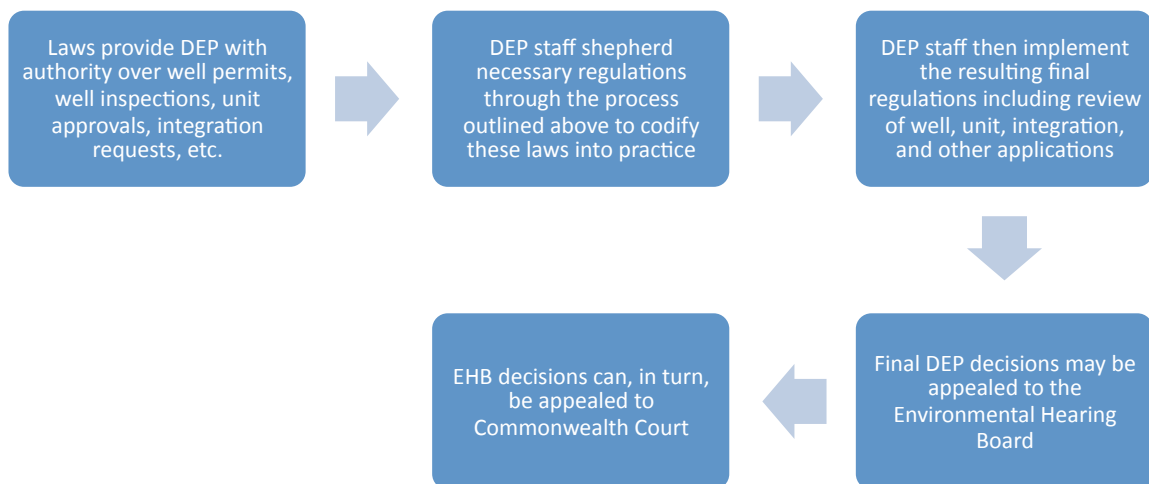 Laws provide DEP with
authority over well permits,
well inspections, unit
approvals, integration
requests, etc.
DEP staff shepherd
necessary regulations
through the process
outlined above to codify
these laws into practice
DEP staff then implement
the resulting final
regulations including review
of well, unit, integration,
and other applications
Final DEP decisions may be
appealed to the
Environmental Hearing
Board
EHB decisions can, in turn,
be appealed to
Commonwealth Court